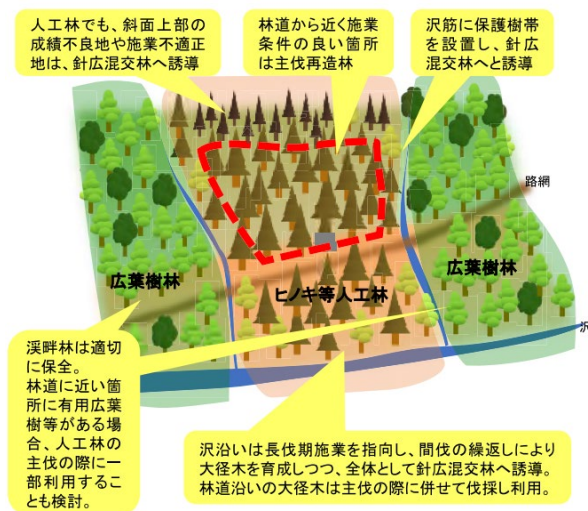 人工林でも、斜面上部の
成績不良地や施業不適正
地は、針広混交林へ誘導
林道から近く施業
条件の良い箇所
は主伐再造林
沢筋に保護樹帯
を設置し、針広
混交林へと誘導
路網
広葉樹林
ヒノキ等人工林
広葉樹林
沢
渓畔林は適切
に保全。
林道に近い箇
所に有用広葉
樹等がある場
合、人工林の
主伐の際に一
部利用するこ
とも検討。
沢沿いは長伐期施業を指向し、間伐の繰返しにより
大径木を育成しつつ、全体として針広混交林へ誘導。
林道沿いの大径木は主伐の際に併せて伐採し利用。